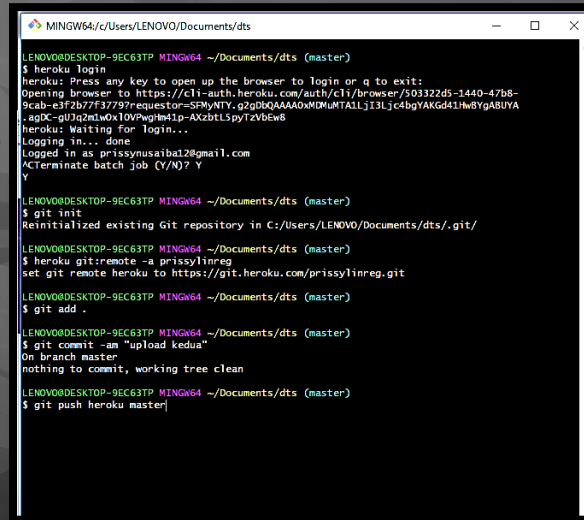 MINGW64:/c/Users/LENOVO/Documents/dts
LENOVO@DESKTOP-9EC63TP MINGW64 ~/Documents/dts (master)
$ heroku login
heroku: Press any key to open up the browser to login or q to exit:
Opening browser to https://cli-auth.heroku.com/auth/cli/browser/503322d5-1440-47b8-
9cab-e3f2b77f3779?requestor=SFMyNTY.g2gDbQAAAAOxMDMuMTA1LjI3Ljc4bgYAKGd41HwBYgABUYA
.agDC-gUJq2m1wOxlOVPwgHm41p-AXzbtL5pyTzVbEw8
heroku: Waiting for login...
Logging in... done
Logged in as prissynusaiba12@gmail.com
^CTerminate batch job (Y/N)? Y
Y
LENOVO@DESKTOP-9EC63TP MINGW64 ~/Documents/dts (master)
$ git init
Reinitialized existing Git repository in C:/Users/LENOVO/Documents/dts/.git/
LENOVO@DESKTOP-9EC63TP MINGW64 ~/Documents/dts (master)
$ heroku git:remote -a prissylinreg
set git remote heroku to https://git.heroku.com/prissylinreg.git
LENOVO@DESKTOP-9EC63TP MINGW64 ~/Documents/dts (master)
$ git add .
LENOVO@DESKTOP-9EC63TP MINGW64 ~/Documents/dts (master)
$ git commit -am "upload kedua"
On branch master
nothing to commit, working tree clean
LENOVO@DESKTOP-9EC63TP MINGW64 ~/Documents/dts (master)
$ git push heroku master